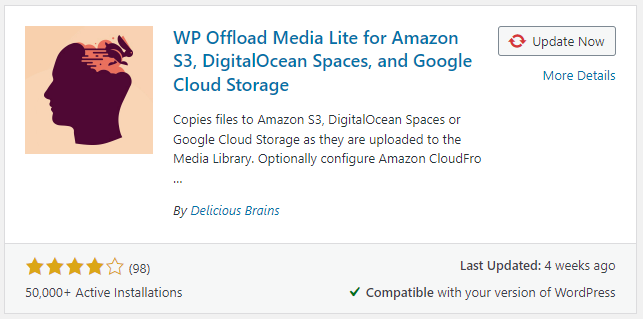 WP Offload Media Lite for Amazon
S3, DigitalOcean Spaces, and Google
Cloud Storage
Update Now
More Details
Copies files to Amazon S3, DigitalOcean Spaces or
Google Cloud Storage as they are uploaded to the
Media Library. Optionally configure Amazon CloudFro
...
By Delicious Brains
(98)
Last Updated: 4 weeks ago
50,000+ Active Installations
Compatible with your version of WordPress